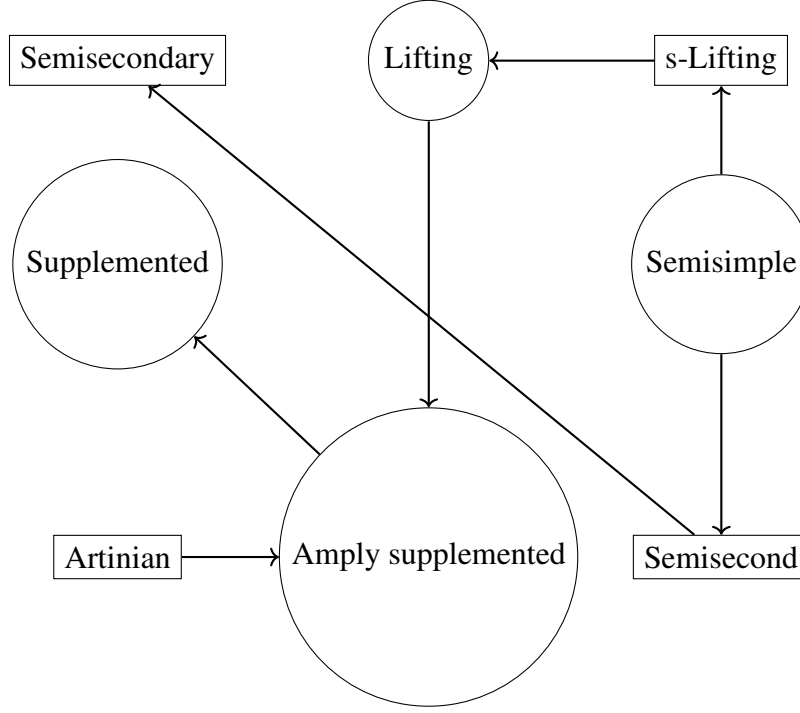 Semisecondary
Lifting
s-Lifting
Supplemented
Semisimple
Artinian
Amply supplemented
Semisecond